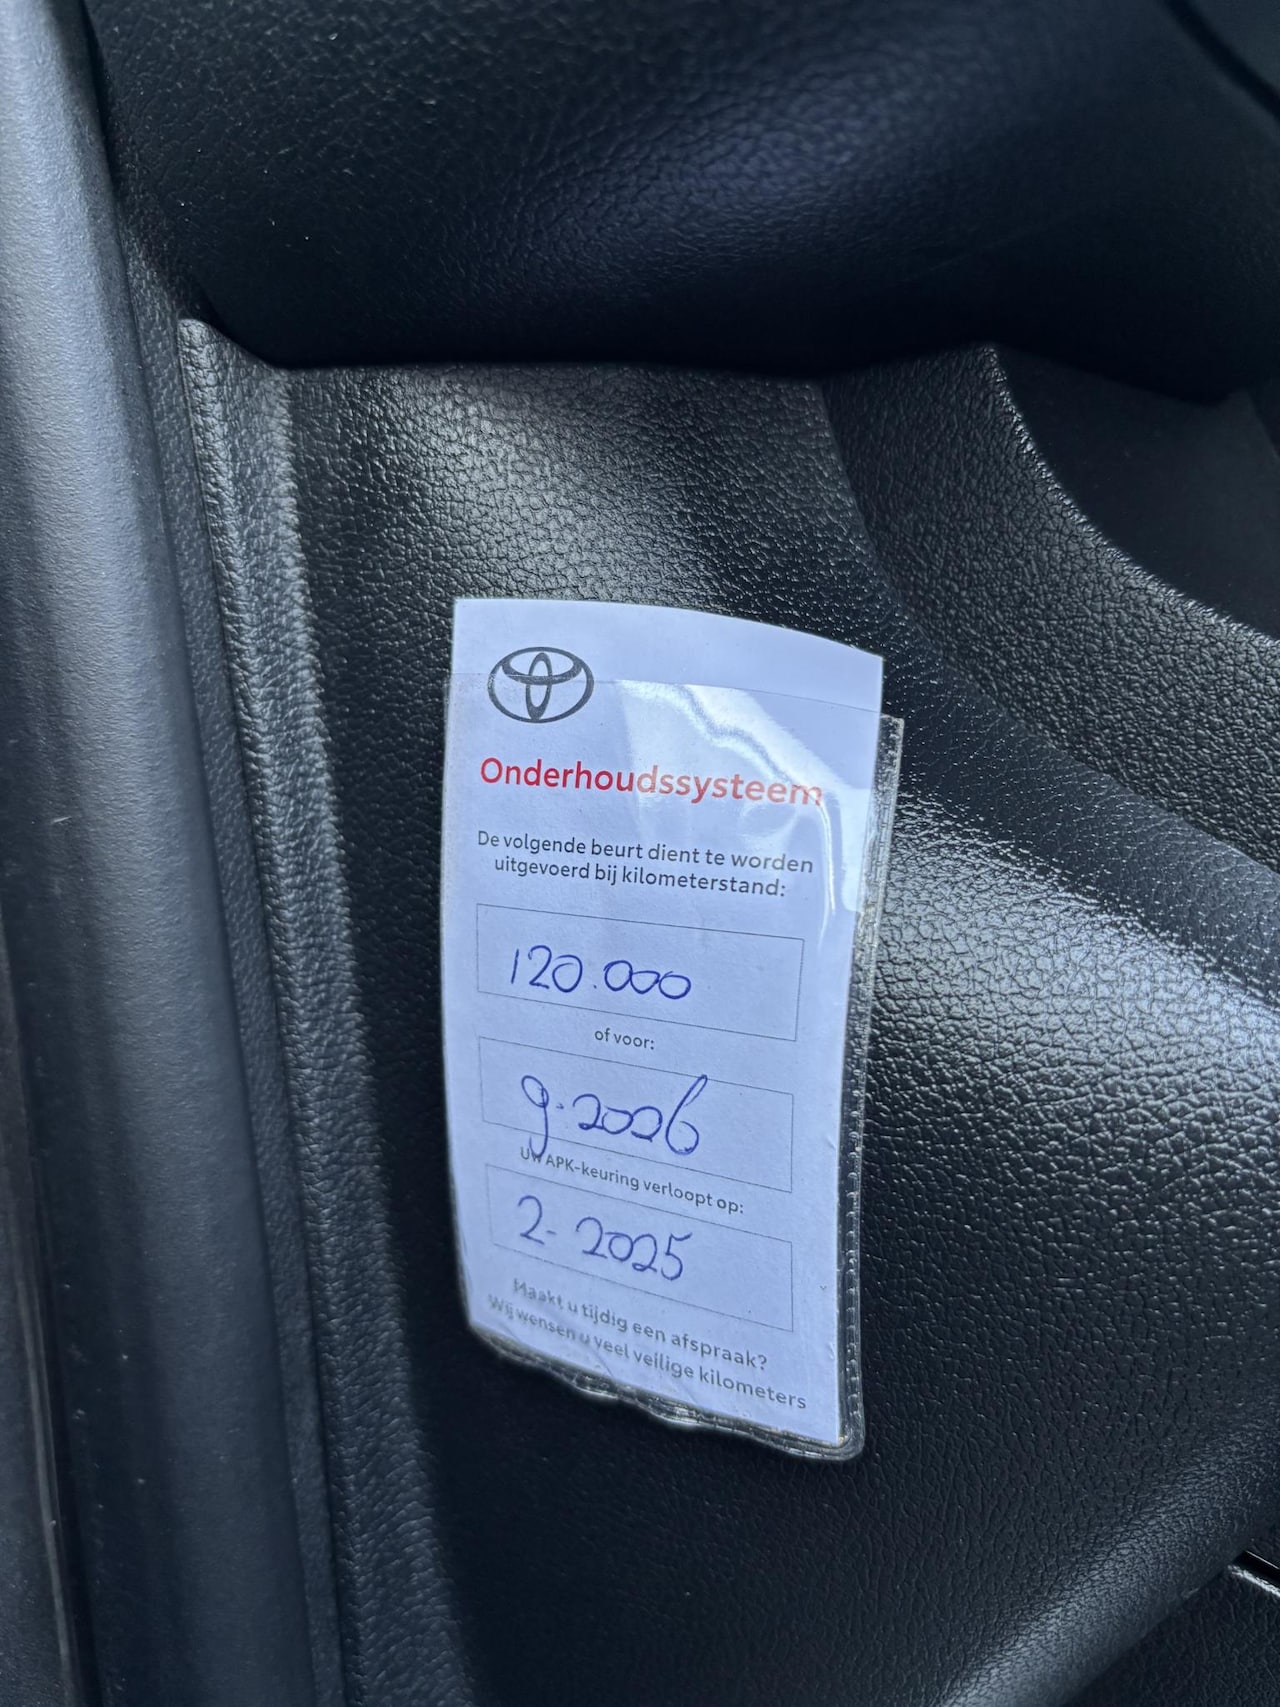 Onderhoudssysteem
De volgende beurt dient te worden
uitgevoerd bij kilometerstand:
120.000
of voor:
9-2026
Uw APK-keuring verloopt op:
2-2025
Maakt u tijdig een afspraak?
Wij wensen u veel veilige kilometers